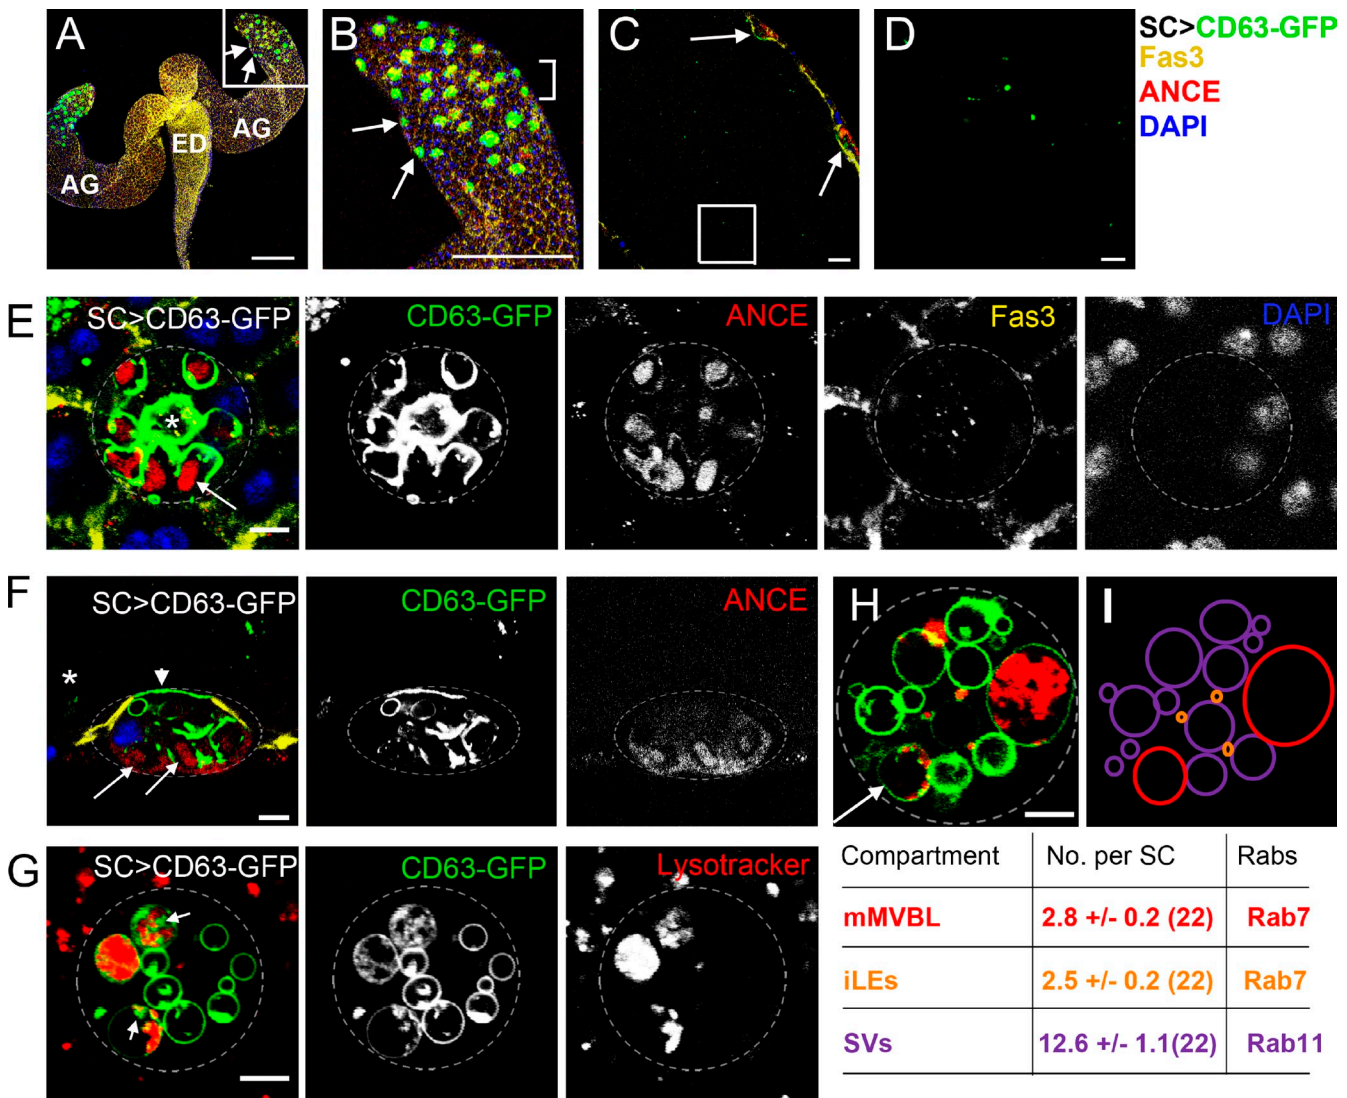 A
AG
ED
AG
B
C
D
SC>CD63-GFP
Fas3
ANCE
DAPI
E
SC>CD63-GFP
CD63-GFP
ANCE
Fas3
DAPI
*
F
SC>CD63-GFP
CD63-GFP
ANCE
*
H
I
G
SC>CD63-GFP
CD63-GFP
Lysotracker
Compartment No. per SC Rabs
mMVBL 2.8 +/- 0.2 (22) Rab7
iLEs 2.5 +/- 0.2 (22) Rab7
SVs 12.6 +/- 1.1(22) Rab11